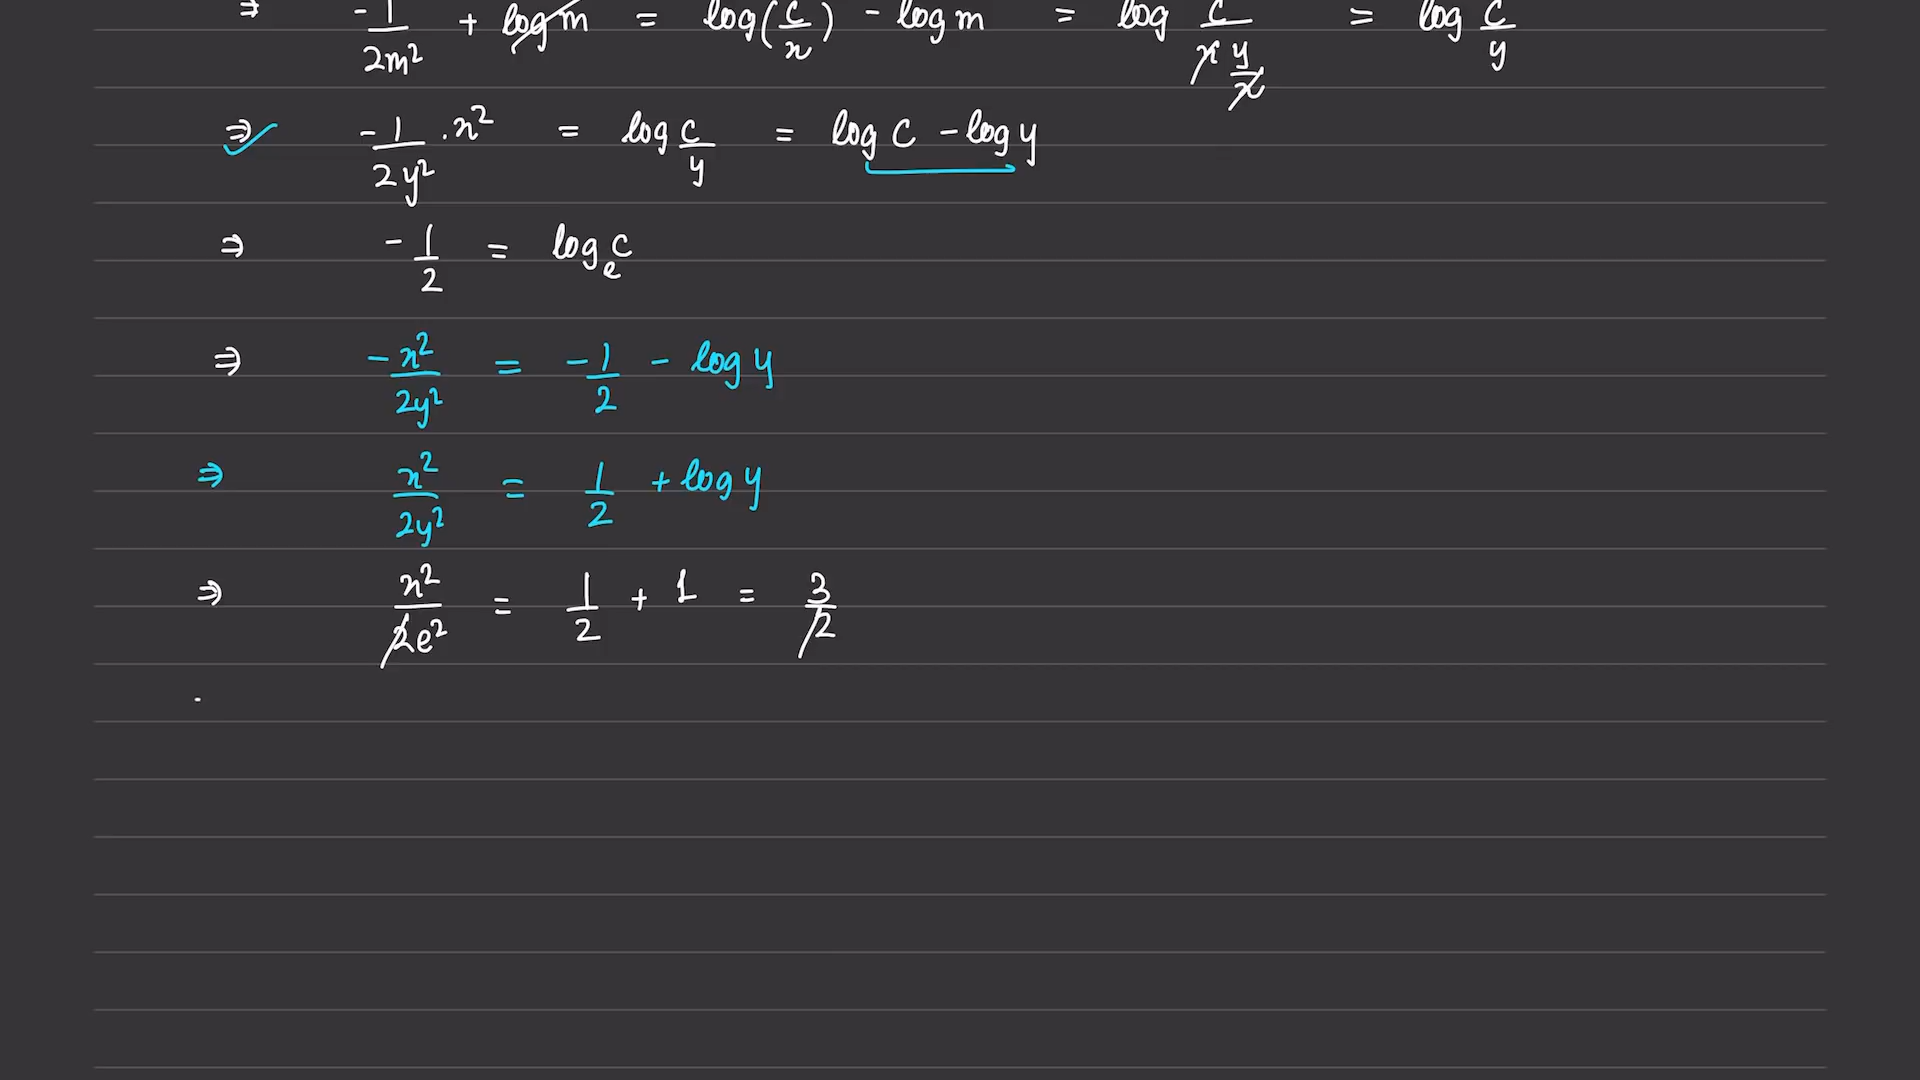 ⇒ -1/2m² + log m = log(c/x) - log m = log c/(x y/x) = log c/y
⇒ -1/2y² . x² = log c/y = log c - log y
⇒ -1/2 = logₑ c
⇒ -x²/2y² = -1/2 - log y
⇒ x²/2y² = 1/2 + log y
⇒ x²/2e² = 1/2 + 1 = 3/2